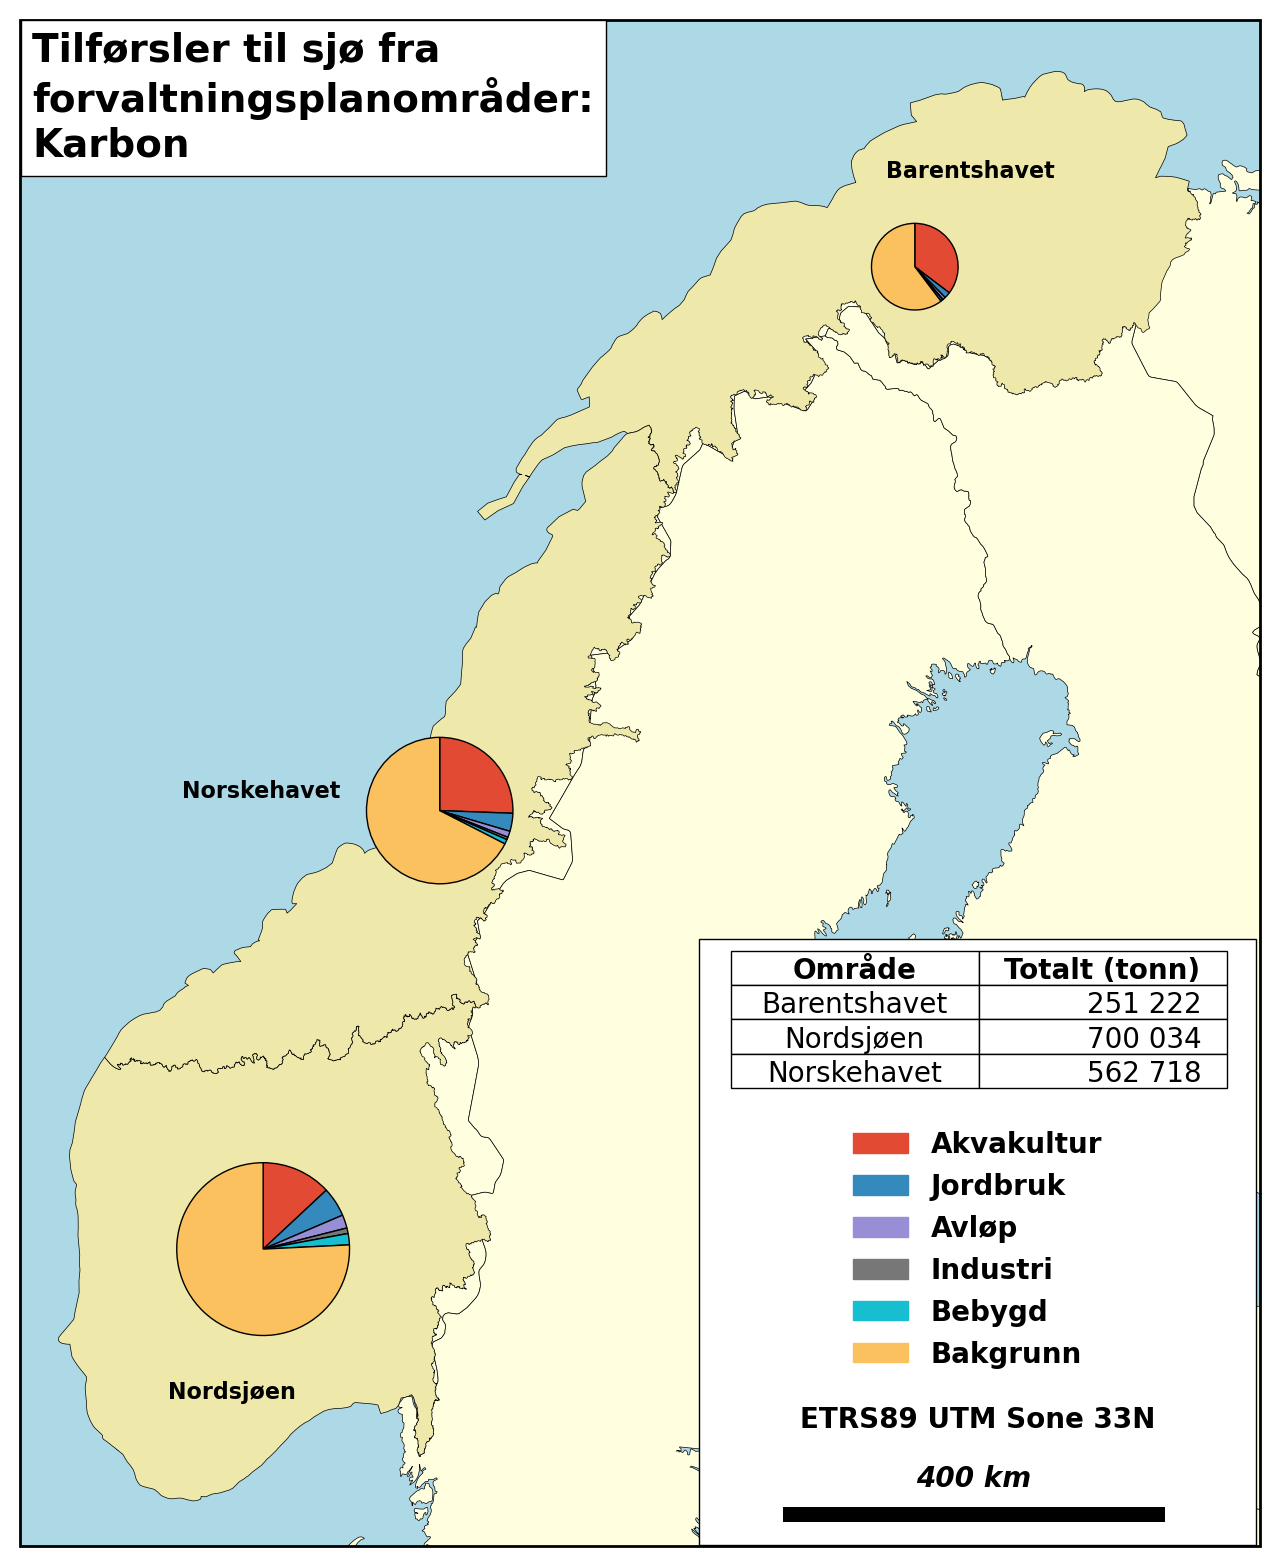 Tilførsler til sjø fra
forvaltningsplanområder:
Karbon
Barentshavet
Norskehavet
Nordsjøen
Område Totalt (tonn)
Barentshavet 251 222
Nordsjøen 700 034
Norskehavet 562 718
Akvakultur
Jordbruk
Avløp
Industri
Bebygd
Bakgrunn
ETRS89 UTM Sone 33N
400 km